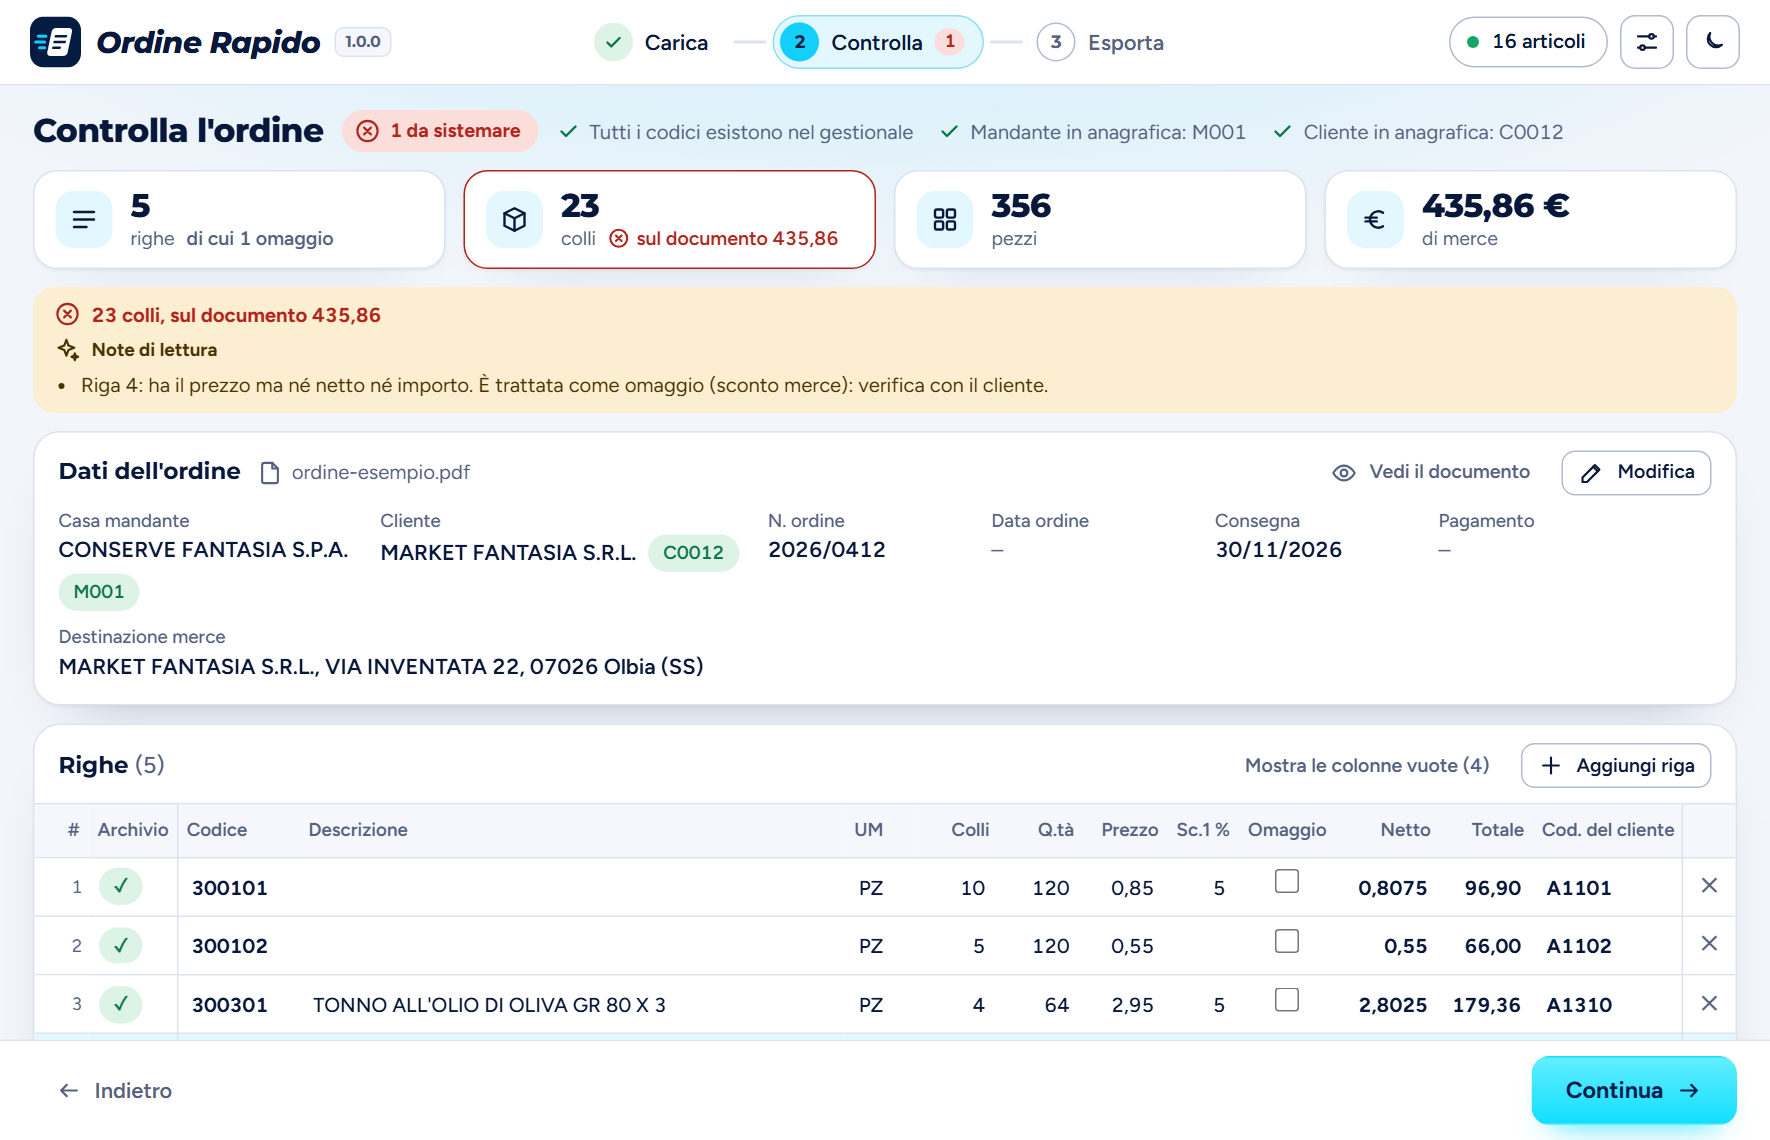 Ordine Rapido 1.0.0
Carica
2 Controlla 1
3 Esporta
16 articoli
Controlla l'ordine
1 da sistemare
Tutti i codici esistono nel gestionale
Mandante in anagrafica: M001
Cliente in anagrafica: C0012
5
righe di cui 1 omaggio
23
colli sul documento 435,86
356
pezzi
435,86 €
di merce
23 colli, sul documento 435,86
Note di lettura
• Riga 4: ha il prezzo ma né netto né importo. È trattata come omaggio (sconto merce): verifica con il cliente.
Dati dell'ordine ordine-esempio.pdf
Vedi il documento
Modifica
Casa mandante
CONSERVE FANTASIA S.P.A.
M001
Cliente
MARKET FANTASIA S.R.L. C0012
N. ordine
2026/0412
Data ordine
–
Consegna
30/11/2026
Pagamento
–
Destinazione merce
MARKET FANTASIA S.R.L., VIA INVENTATA 22, 07026 Olbia (SS)
Righe (5)
Mostra le colonne vuote (4)
Aggiungi riga
# Archivio Codice Descrizione UM Colli Q.tà Prezzo Sc.1 % Omaggio Netto Totale Cod. del cliente
1 300101 PZ 10 120 0,85 5 0,8075 96,90 A1101
2 300102 PZ 5 120 0,55 0,55 66,00 A1102
3 300301 TONNO ALL'OLIO DI OLIVA GR 80 X 3 PZ 4 64 2,95 5 2,8025 179,36 A1310
Indietro
Continua